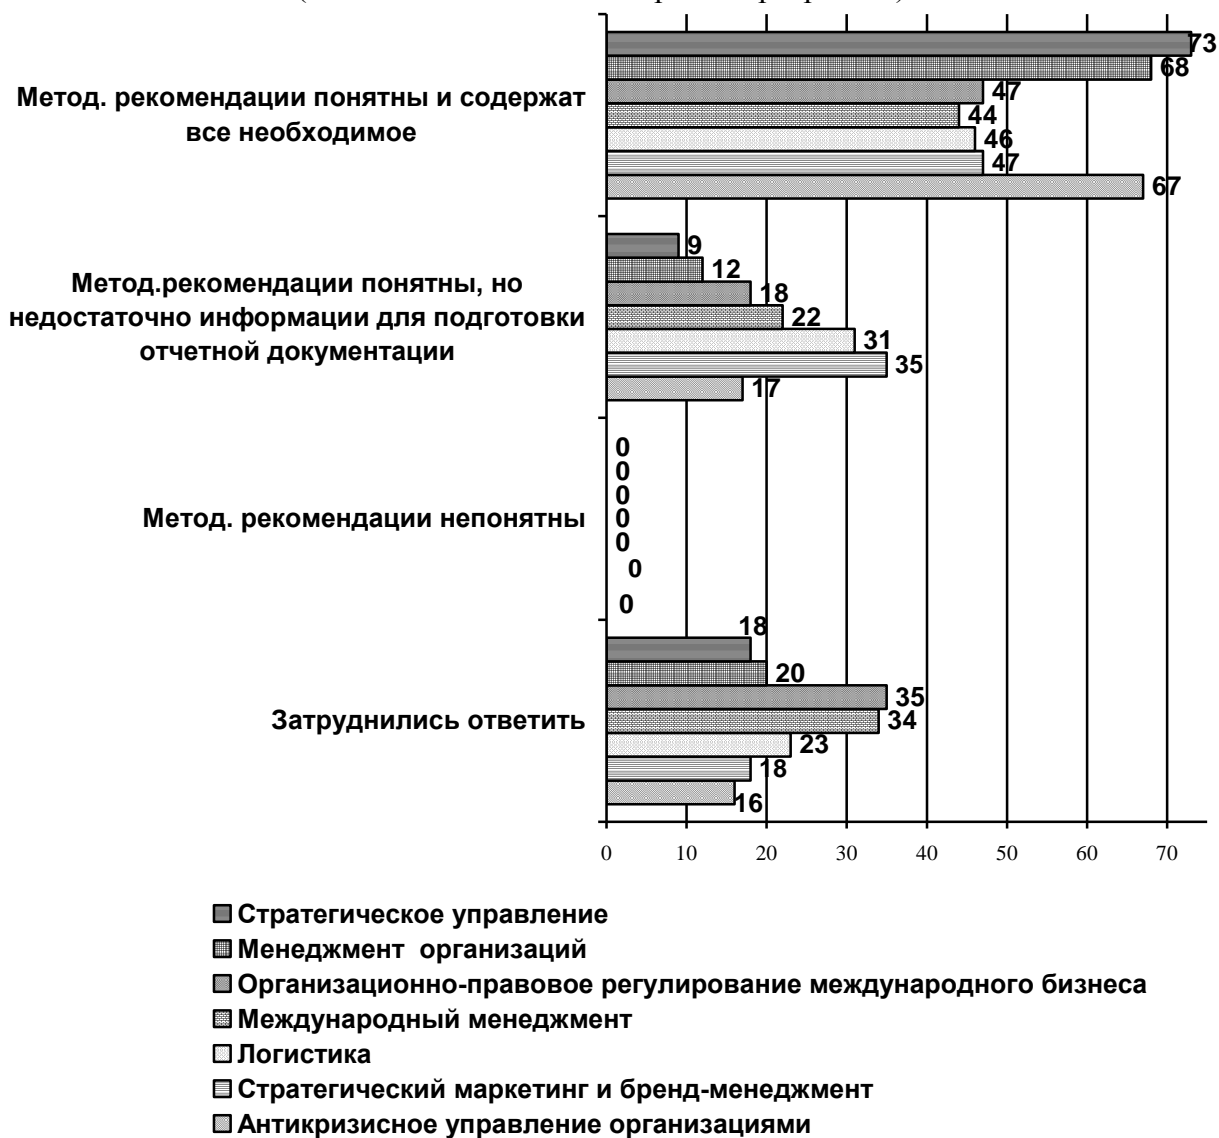 73
68
Метод. рекомендации понятны и содержат
все необходимое
47
44
46
47
67
9
12
Метод.рекомендации понятны, но
недостаточно информации для подготовки
отчетной документации
18
22
31
35
17
0
0
0
Метод. рекомендации непонятны
0
0
0
0
18
20
35
Затруднились ответить
34
23
18
16
0 10 20 30 40 50 60 70
Стратегическое управление
Менеджмент организаций
Организационно-правовое регулирование международного бизнеса
Международный менеджмент
Логистика
Стратегический маркетинг и бренд-менеджмент
Антикризисное управление организациями